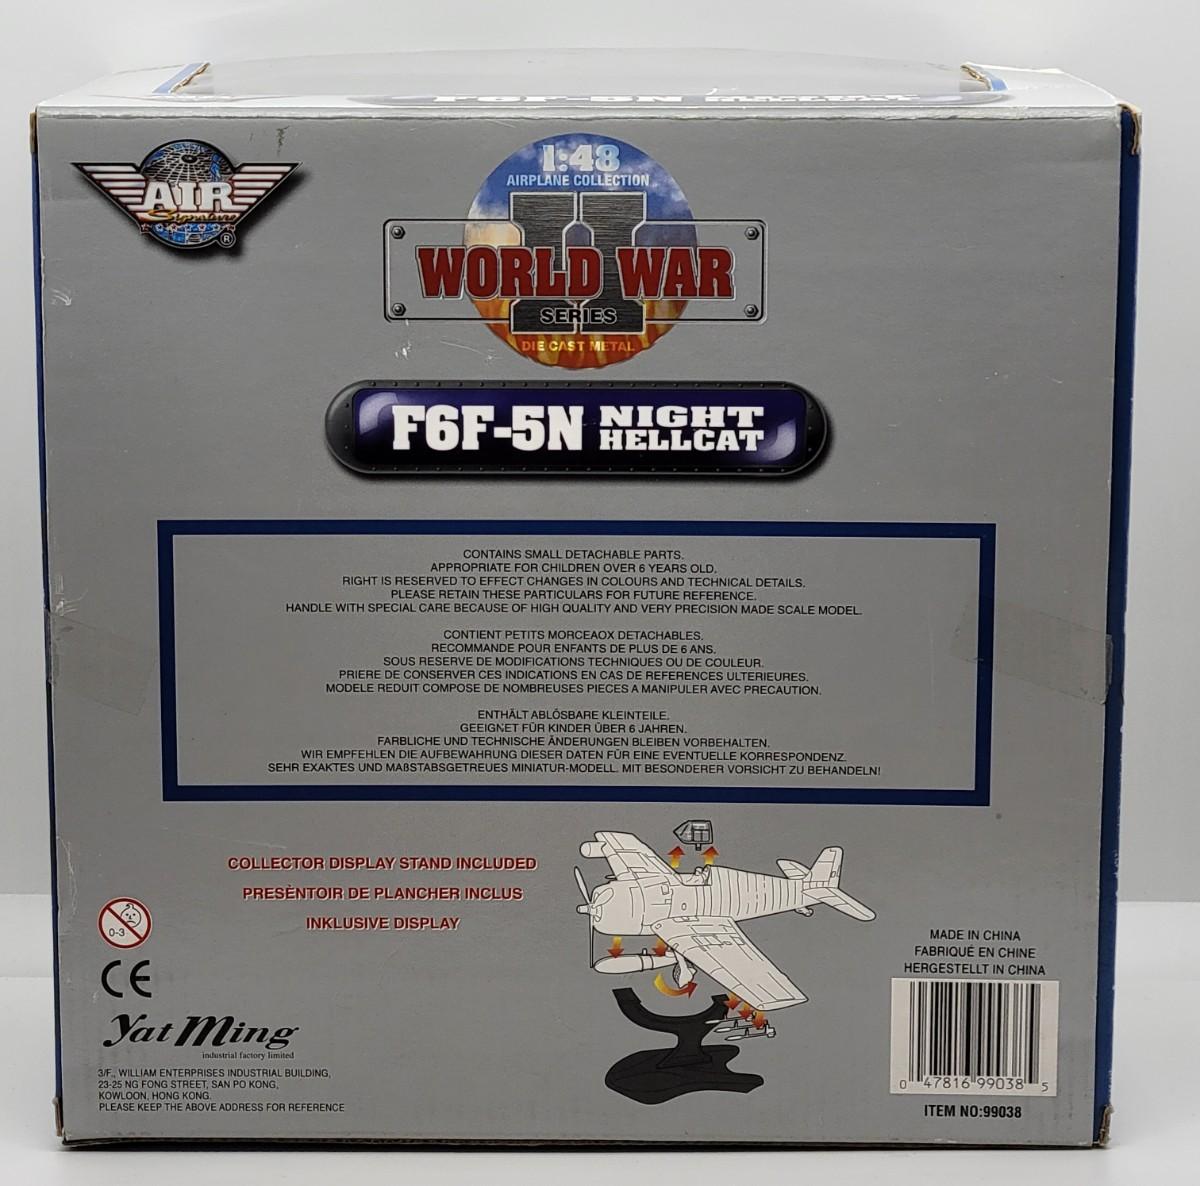 F6F-5N NIGHT HELLCAT
AIR
Signature
®
1:48
AIRPLANE COLLECTION
II
WORLD WAR
SERIES
DIE CAST METAL
F6F-5N NIGHT
HELLCAT
CONTAINS SMALL DETACHABLE PARTS.
APPROPRIATE FOR CHILDREN OVER 6 YEARS OLD.
RIGHT IS RESERVED TO EFFECT CHANGES IN COLOURS AND TECHNICAL DETAILS.
PLEASE RETAIN THESE PARTICULARS FOR FUTURE REFERENCE.
HANDLE WITH SPECIAL CARE BECAUSE OF HIGH QUALITY AND VERY PRECISION MADE SCALE MODEL.
CONTIENT PETITS MORCEAOX DETACHABLES.
RECOMMANDE POUR ENFANTS DE PLUS DE 6 ANS.
SOUS RESERVE DE MODIFICATIONS TECHNIQUES OU DE COULEUR.
PRIERE DE CONSERVER CES INDICATIONS EN CAS DE REFERENCES ULTERIEURES.
MODELE REDUIT COMPOSE DE NOMBREUSES PIECES A MANIPULER AVEC PRECAUTION.
ENTHÄLT ABLÖSBARE KLEINTEILE.
GEEIGNET FÜR KINDER ÜBER 6 JAHREN.
FARBLICHE UND TECHNISCHE ÄNDERUNGEN BLEIBEN VORBEHALTEN.
WIR EMPFEHLEN DIE AUFBEWAHRUNG DIESER DATEN FÜR EINE EVENTUELLE KORRESPONDENZ.
SEHR EXAKTES UND MAßSTABSGETREUES MINIATUR-MODELL. MIT BESONDERER VORSICHT ZU BEHANDELN!
COLLECTOR DISPLAY STAND INCLUDED
PRESÈNTOIR DE PLANCHER INCLUS
INKLUSIVE DISPLAY
0-3
CE
Yat Ming
industrial factory limited
3/F., WILLIAM ENTERPRISES INDUSTRIAL BUILDING,
23-25 NG FONG STREET, SAN PO KONG,
KOWLOON, HONG KONG.
PLEASE KEEP THE ABOVE ADDRESS FOR REFERENCE
MADE IN CHINA
FABRIQUÉ EN CHINE
HERGESTELLT IN CHINA
0 47816 99038 5
ITEM NO:99038